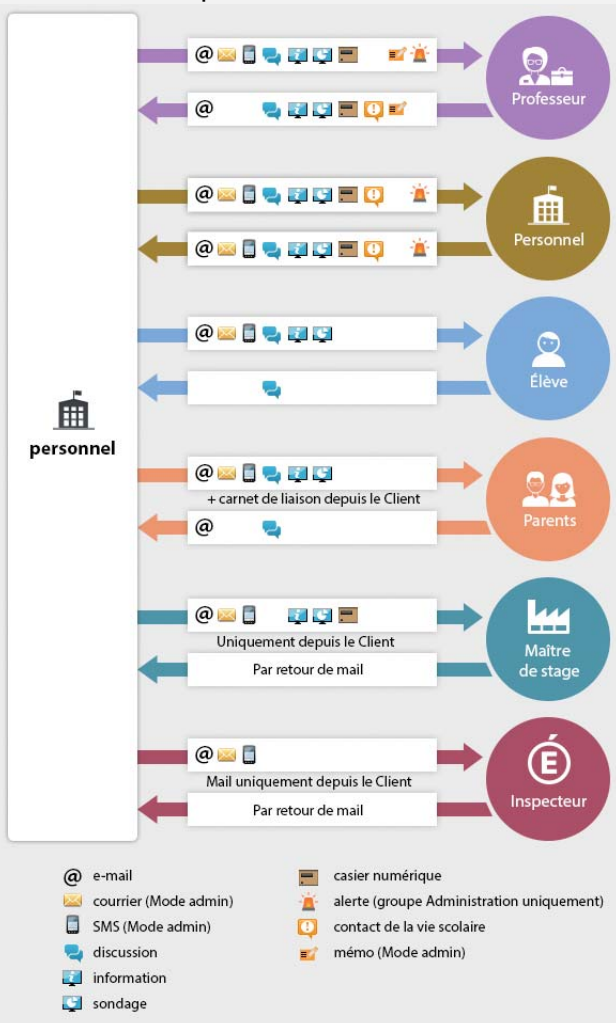 @
Professeur
@
@
Personnel
@
@
Élève
personnel
@
+ carnet de liaison depuis le Client
Parents
@
@
Uniquement depuis le Client
Maître
de stage
Par retour de mail
@
Mail uniquement depuis le Client
É
Inspecteur
Par retour de mail
@ e-mail
courrier (Mode admin)
SMS (Mode admin)
discussion
information
sondage
casier numérique
alerte (groupe Administration uniquement)
contact de la vie scolaire
mémo (Mode admin)